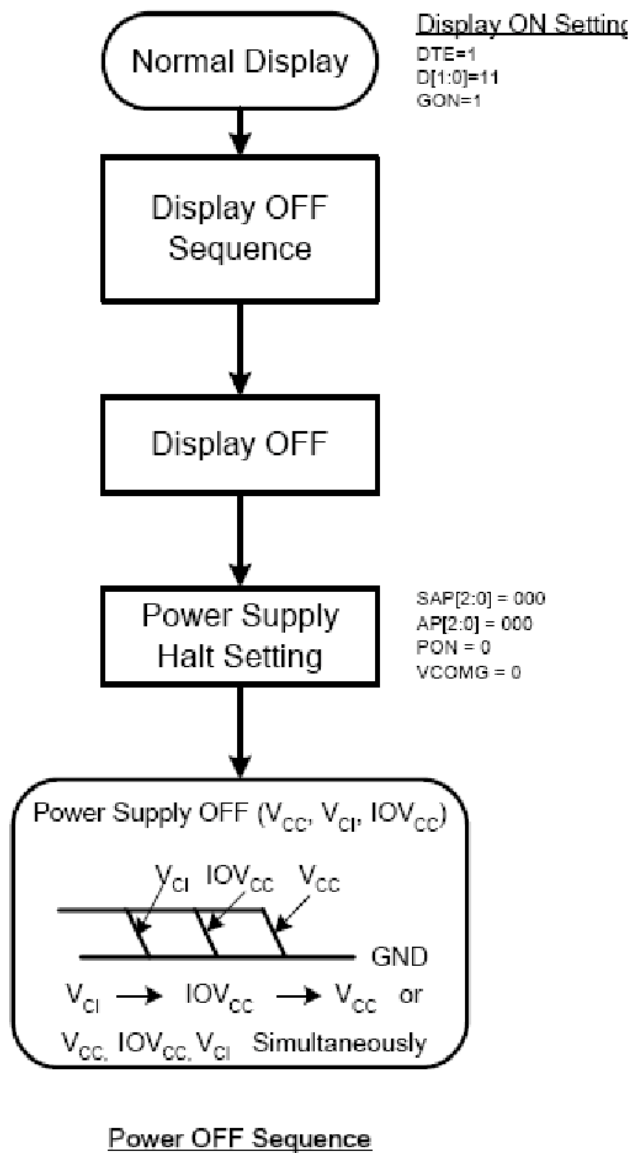 Normal Display
Display ON Setting
DTE=1
D[1:0]=11
GON=1
Display OFF
Sequence
Display OFF
Power Supply
Halt Setting
SAP[2:0] = 000
AP[2:0] = 000
PON = 0
VCOMG = 0
Power Supply OFF (VCC, VCI, IOVCC)
VCI IOVCC VCC
GND
VCI → IOVCC → VCC or
VCC, IOVCC, VCI Simultaneously
Power OFF Sequence